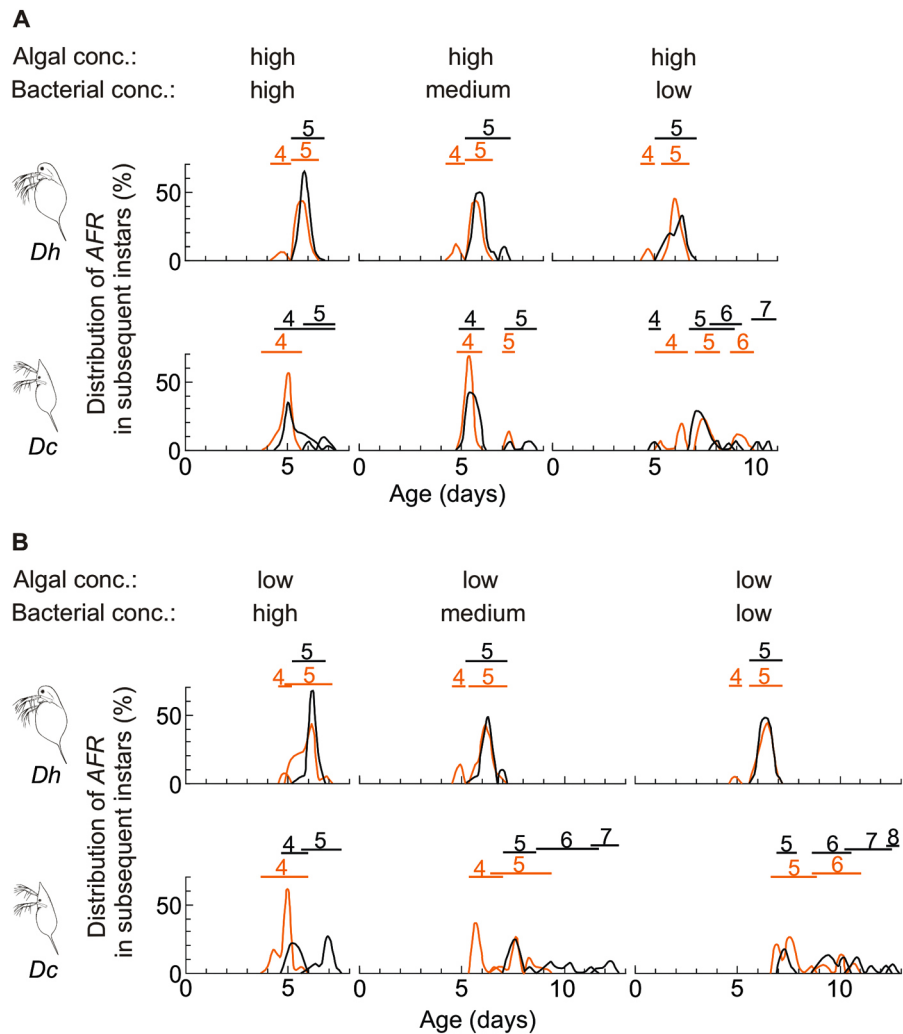 A
Algal conc.: high high high
Bacterial conc.: high medium low
5 5 5
4 5 4 5 4 5
Distribution of AFR
in subsequent instars (%)
50
0
Dh
4 5 4 5 4 5 6 7
4 4 5 4 5 6
50
0
Dc
0 5 0 5 0 5 10
Age (days)
B
Algal conc.: low low low
Bacterial conc.: high medium low
5 5 5
4 5 4 5 4 5
Distribution of AFR
in subsequent instars (%)
50
0
Dh
4 5 5 6 7 5 6 7 8
4 4 5 5 6
50
0
Dc
0 5 0 5 10 0 5 10
Age (days)